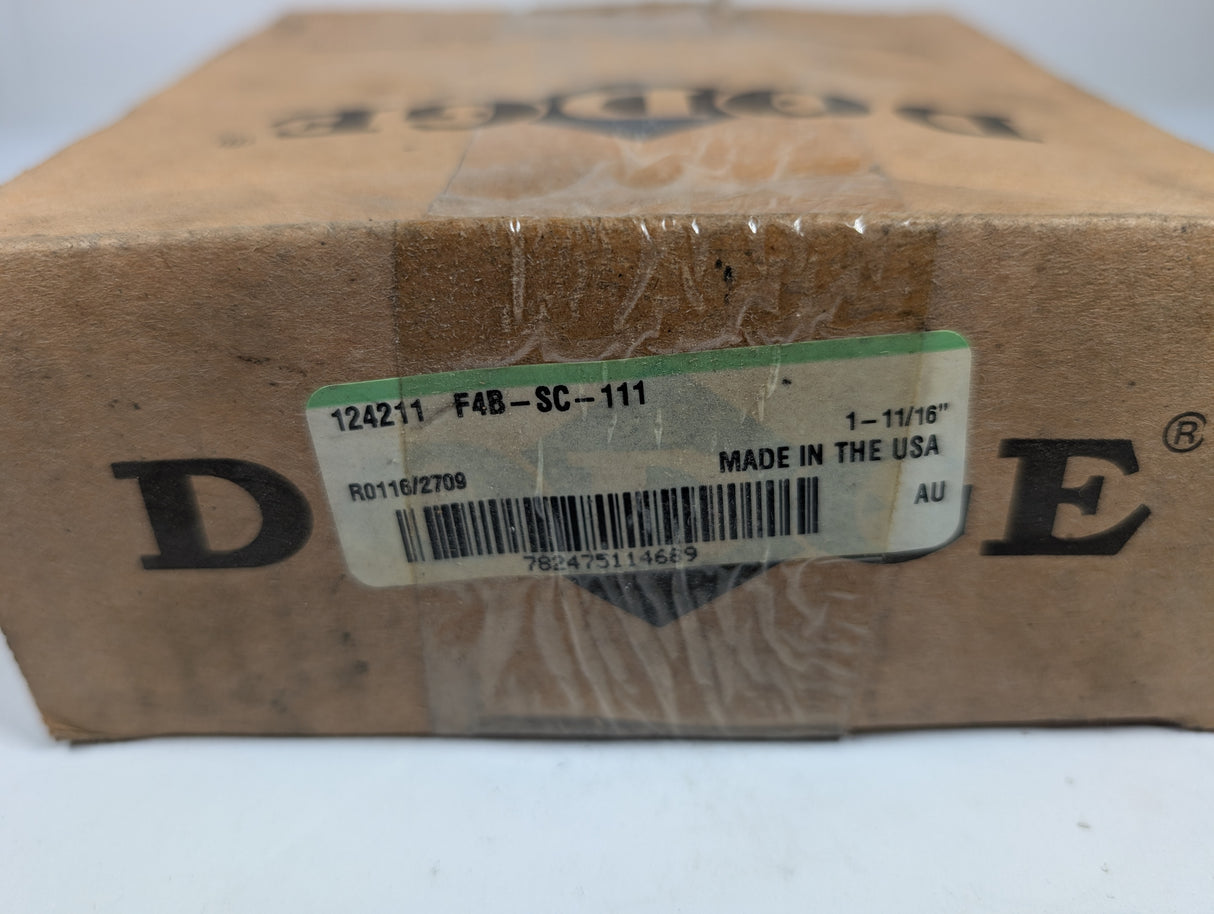 DODGE
®
124211 F4B-SC-111
1-11/16"
MADE IN THE USA
R0116/2709
AU
782475114689
D E ®